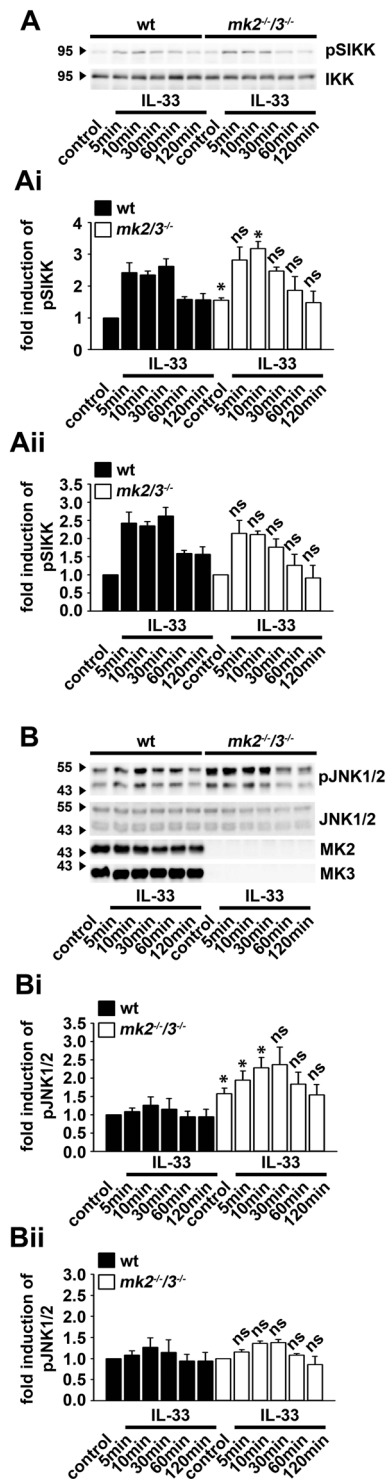 A
wt mk2-/-/3-/-
95 pSIKK
95 IKK
IL-33 IL-33
control 5min 10min 30min 60min 120min control 5min 10min 30min 60min 120min
Ai
wt
mk2/3-/-
fold induction of
pSIKK
4
3
2
1
0
* ns * ns ns ns
IL-33 IL-33
control 5min 10min 30min 60min 120min control 5min 10min 30min 60min 120min
Aii
wt
mk2/3-/-
fold induction of
pSIKK
3.5
3.0
2.5
2.0
1.5
1.0
0.5
0.0
ns ns ns ns ns
IL-33 IL-33
control 5min 10min 30min 60min 120min control 5min 10min 30min 60min 120min
B
wt mk2-/-/3-/-
55
43
pJNK1/2
55
43
JNK1/2
43 MK2
43 MK3
IL-33 IL-33
control 5min 10min 30min 60min 120min control 5min 10min 30min 60min 120min
Bi
wt
mk2-/-/3-/-
fold induction of
pJNK1/2
3.5
3.0
2.5
2.0
1.5
1.0
0.5
0.0
* * * ns ns ns
IL-33 IL-33
control 5min 10min 30min 60min 120min control 5min 10min 30min 60min 120min
Bii
wt
mk2-/-/3-/-
fold induction of
pJNK1/2
3.0
2.5
2.0
1.5
1.0
0.5
0.0
ns ns ns ns ns
IL-33 IL-33
control 5min 10min 30min 60min 120min control 5min 10min 30min 60min 120min